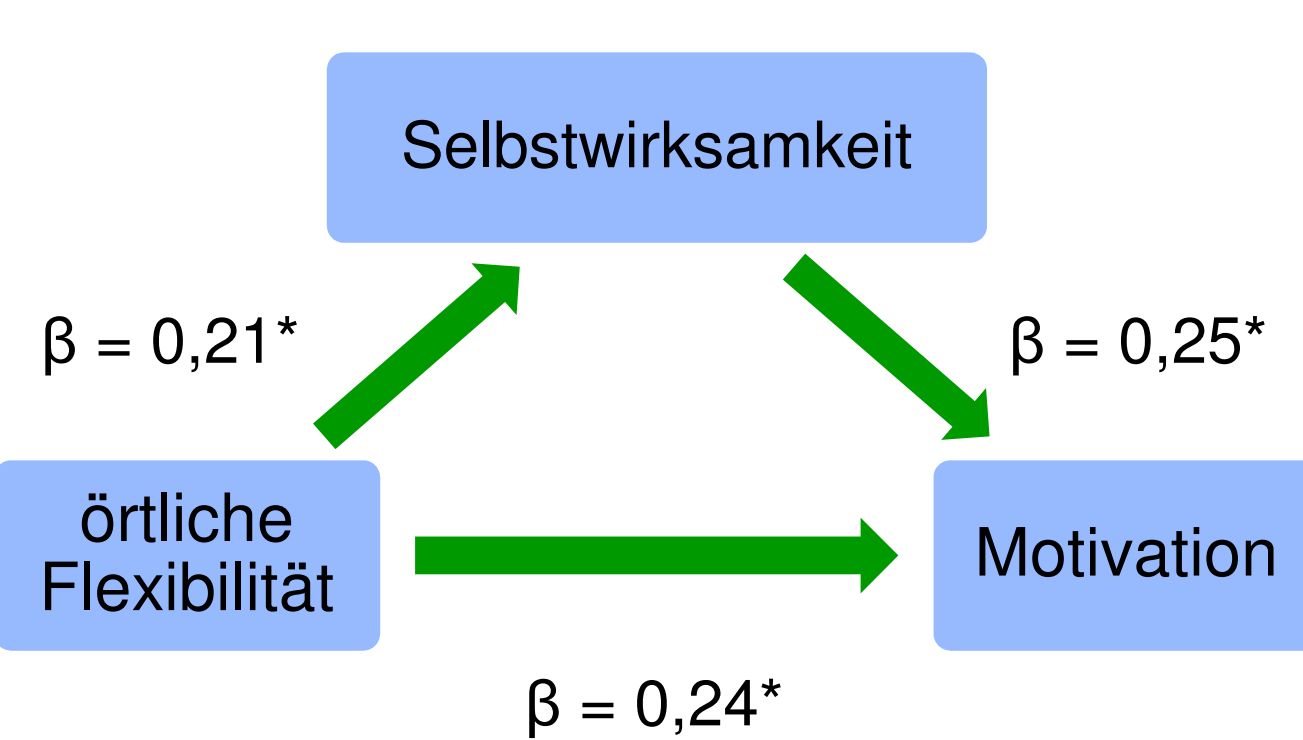 Selbstwirksamkeit
β = 0,21*
β = 0,25*
örtliche
Flexibilität
Motivation
β = 0,24*